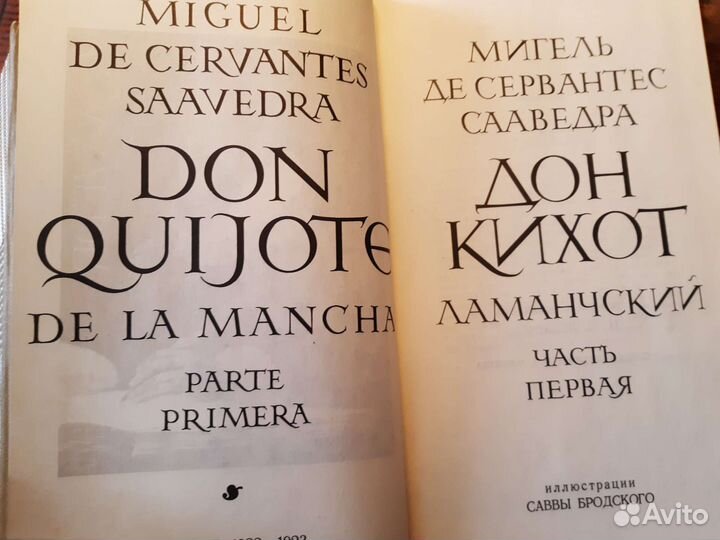 MIGUEL
DE CERVANTES
SAAVEDRA
DON
QUIJOTE
DE LA MANCHA
PARTE
PRIMERA
МИГЕЛЬ
ДЕ СЕРВАНТЕС
СААВЕДРА
ДОН
КИХОТ
ЛАМАНЧСКИЙ
ЧАСТЬ
ПЕРВАЯ
иллюстрации
САВВЫ БРОДСКОГО
Avito